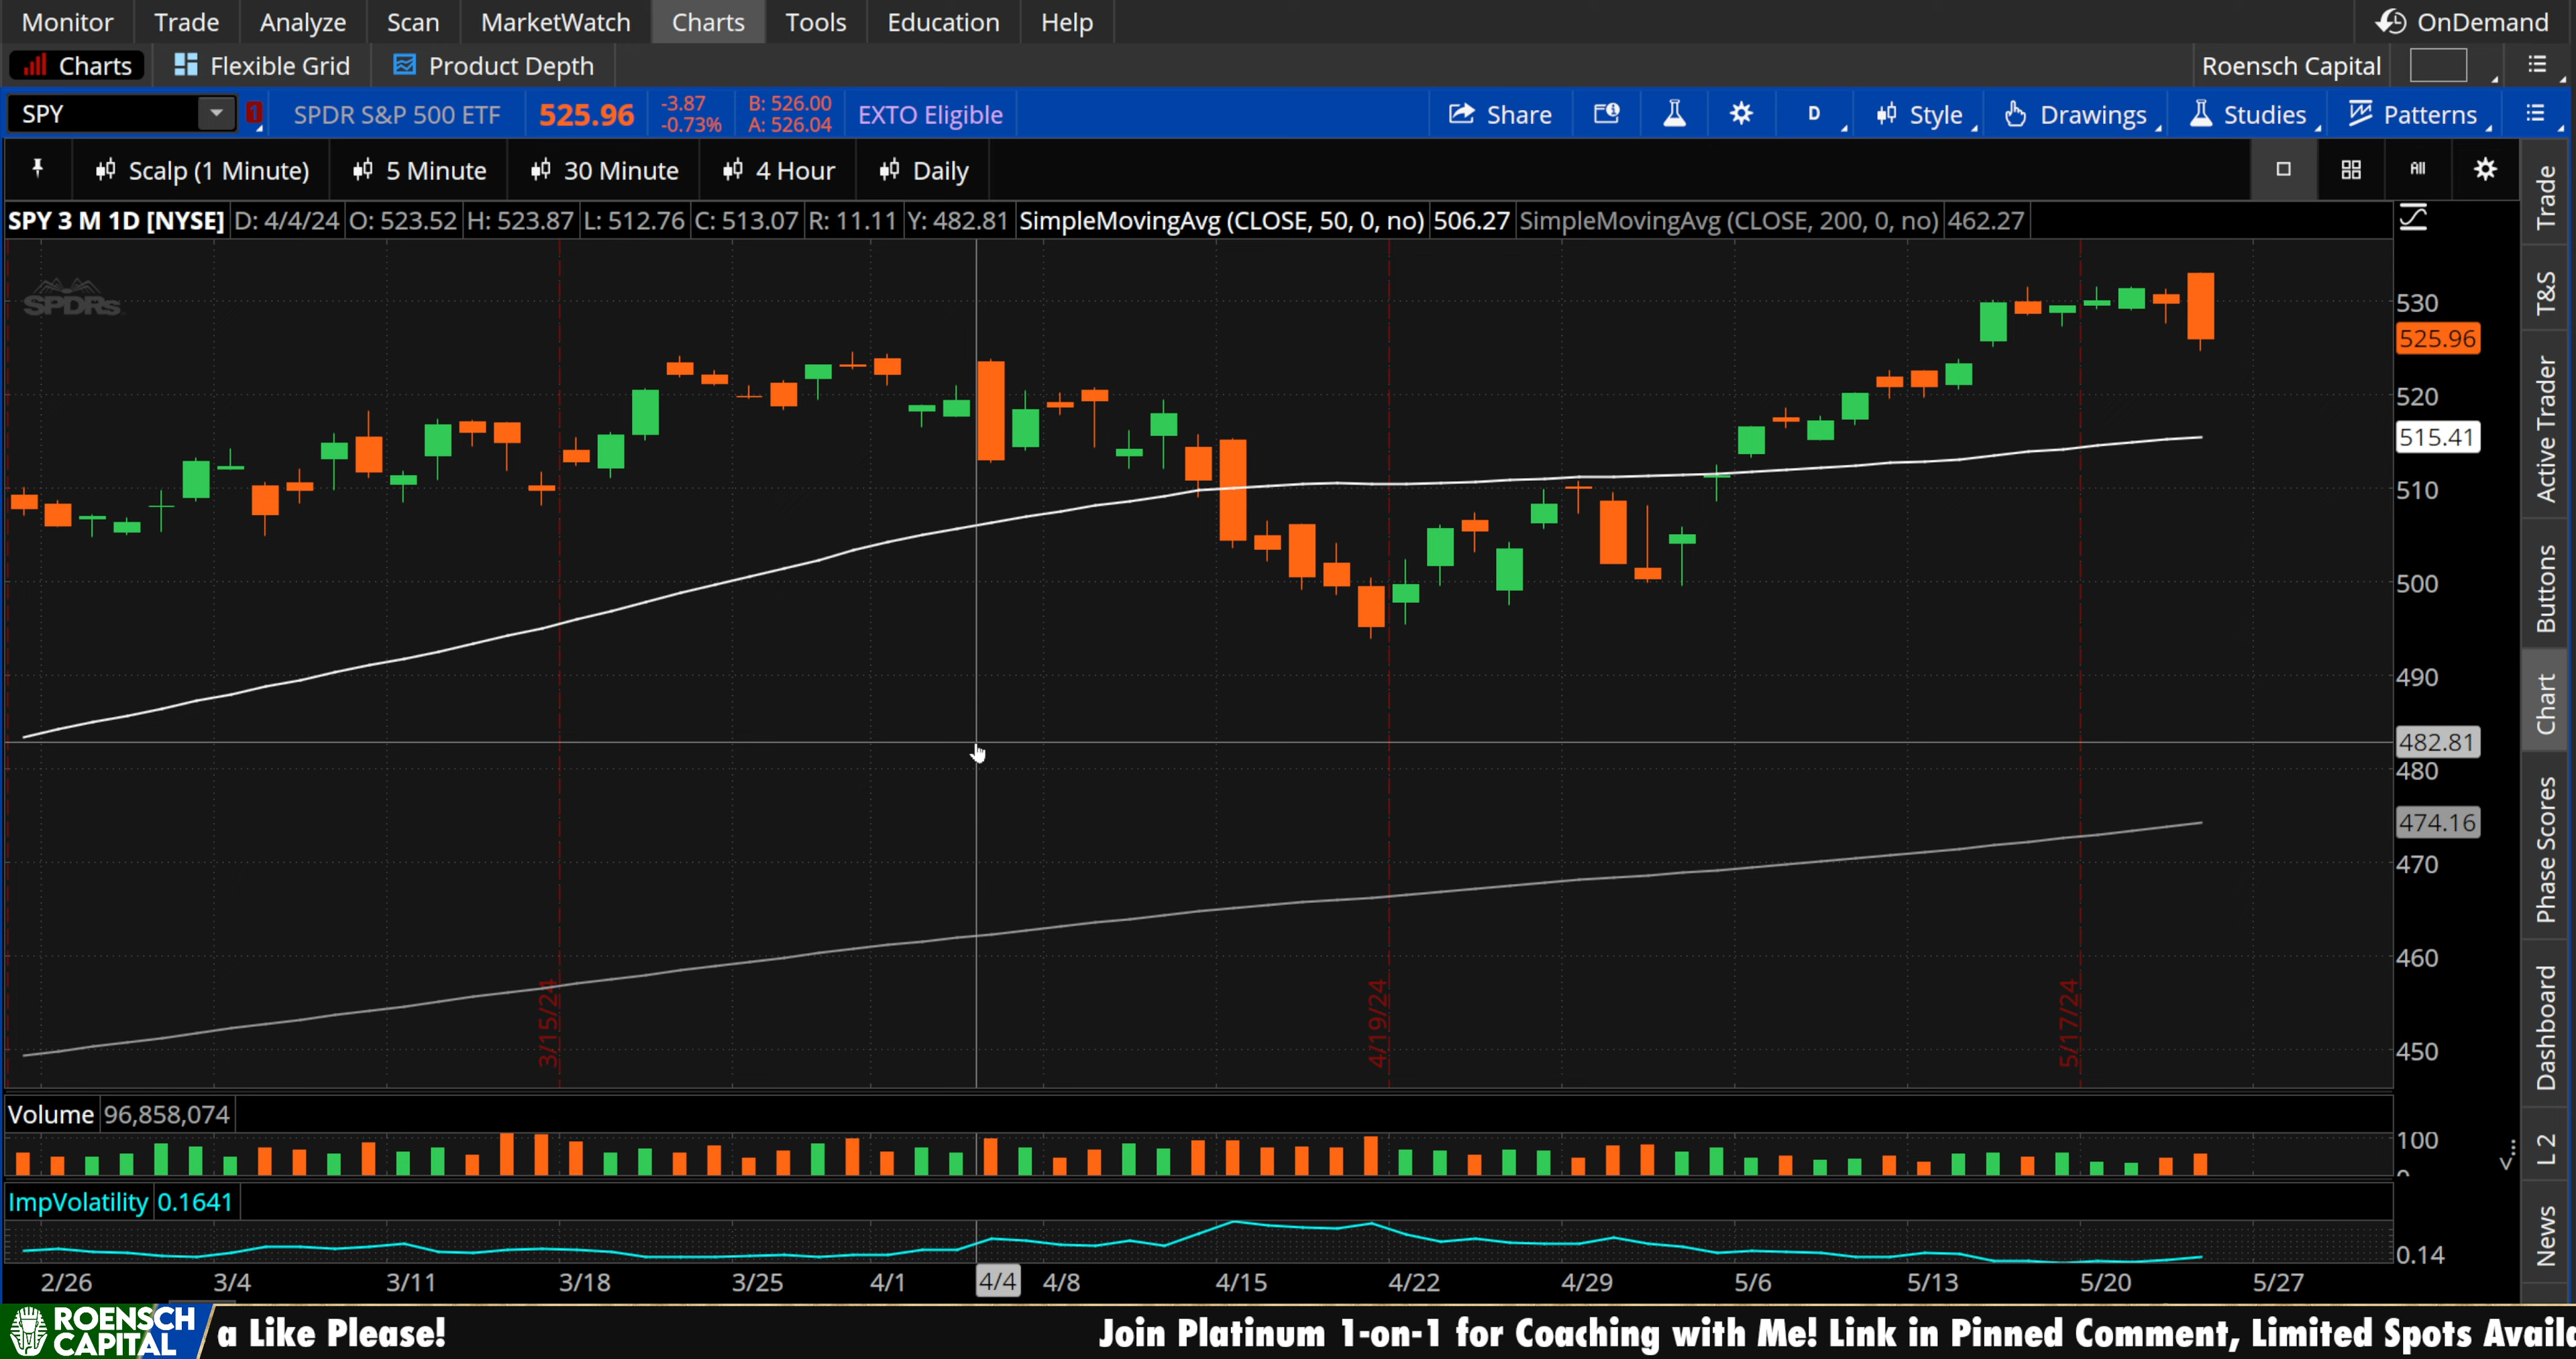 Monitor Trade Analyze Scan MarketWatch Charts Tools Education Help OnDemand
Charts Flexible Grid Product Depth Roensch Capital
SPY 1 SPDR S&P 500 ETF 525.96 -3.87 B: 526.00 EXTO Eligible Share D Style Drawings Studies Patterns
-0.73% A: 526.04
Scalp (1 Minute) 5 Minute 30 Minute 4 Hour Daily All
SPY 3 M 1D [NYSE] D: 4/4/24 O: 523.52 H: 523.87 L: 512.76 C: 513.07 R: 11.11 Y: 482.81 SimpleMovingAvg (CLOSE, 50, 0, no) 506.27 SimpleMovingAvg (CLOSE, 200, 0, no) 462.27
SPDRs
530
525.96
520
515.41
510
500
490
482.81
480
474.16
470
460
450
3/15/24
4/19/24
5/17/24
Volume 96,858,074
100
0
ImpVolatility 0.1641
0.14
2/26 3/4 3/11 3/18 3/25 4/1 4/4 4/8 4/15 4/22 4/29 5/6 5/13 5/20 5/27
Trade
T&S
Active Trader
Buttons
Chart
Phase Scores
Dashboard
L2
News
ROENSCH
CAPITAL
a Like Please! Join Platinum 1-on-1 for Coaching with Me! Link in Pinned Comment, Limited Spots Availa